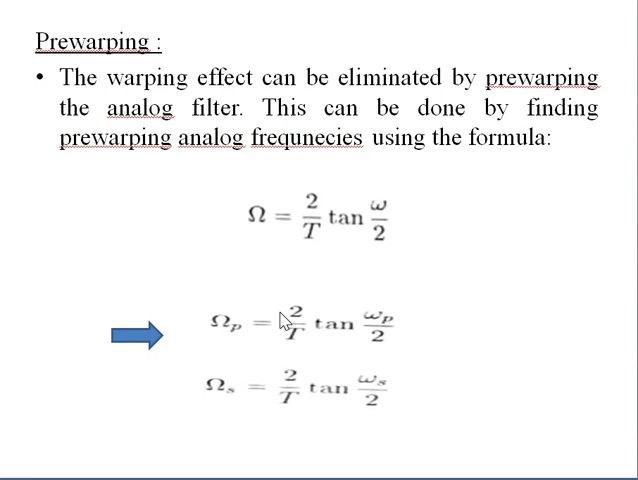 Prewarping :
• The warping effect can be eliminated by prewarping
the analog filter. This can be done by finding
prewarping analog frequnecies using the formula:
Ω = 2/T tan ω/2
Ωₚ = 2/T tan ωₚ/2
Ωₛ = 2/T tan ωₛ/2